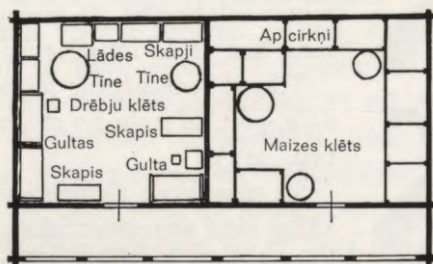 Lādes
Skapji
Tīne
Tīne
Drēbju klēts
Skapis
Gultas
Gulta
Skapis
Apcirkņi
Maizes klēts